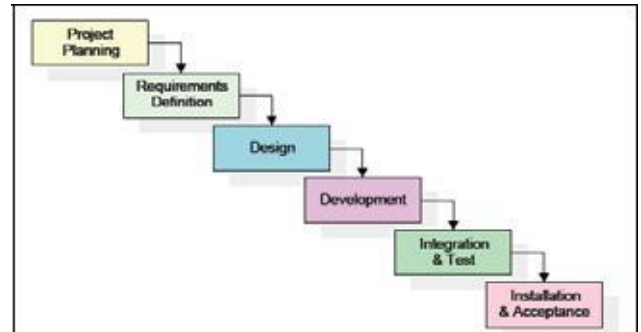 Project
Planning
Requirements
Definition
Design
Development
Integration
& Test
Installation
& Acceptance